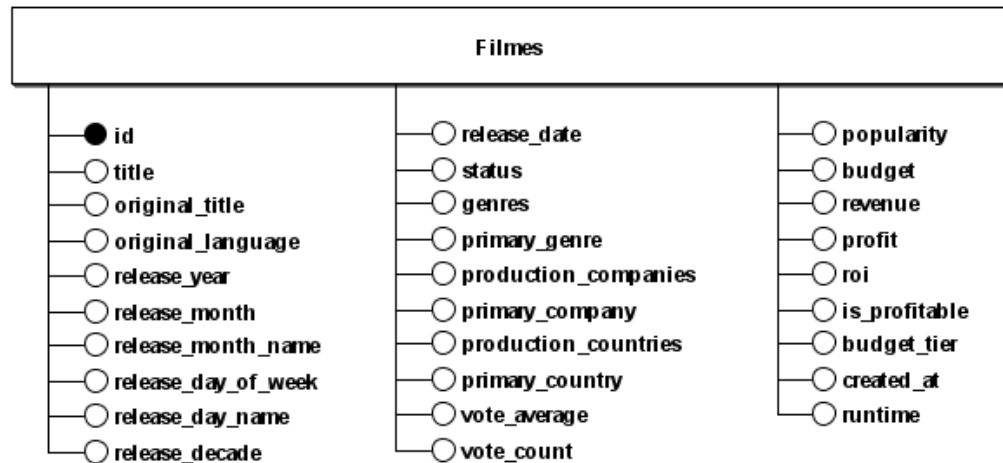 Filmes
id
title
original_title
original_language
release_year
release_month
release_month_name
release_day_of_week
release_day_name
release_decade
release_date
status
genres
primary_genre
production_companies
primary_company
production_countries
primary_country
vote_average
vote_count
popularity
budget
revenue
profit
roi
is_profitable
budget_tier
created_at
runtime